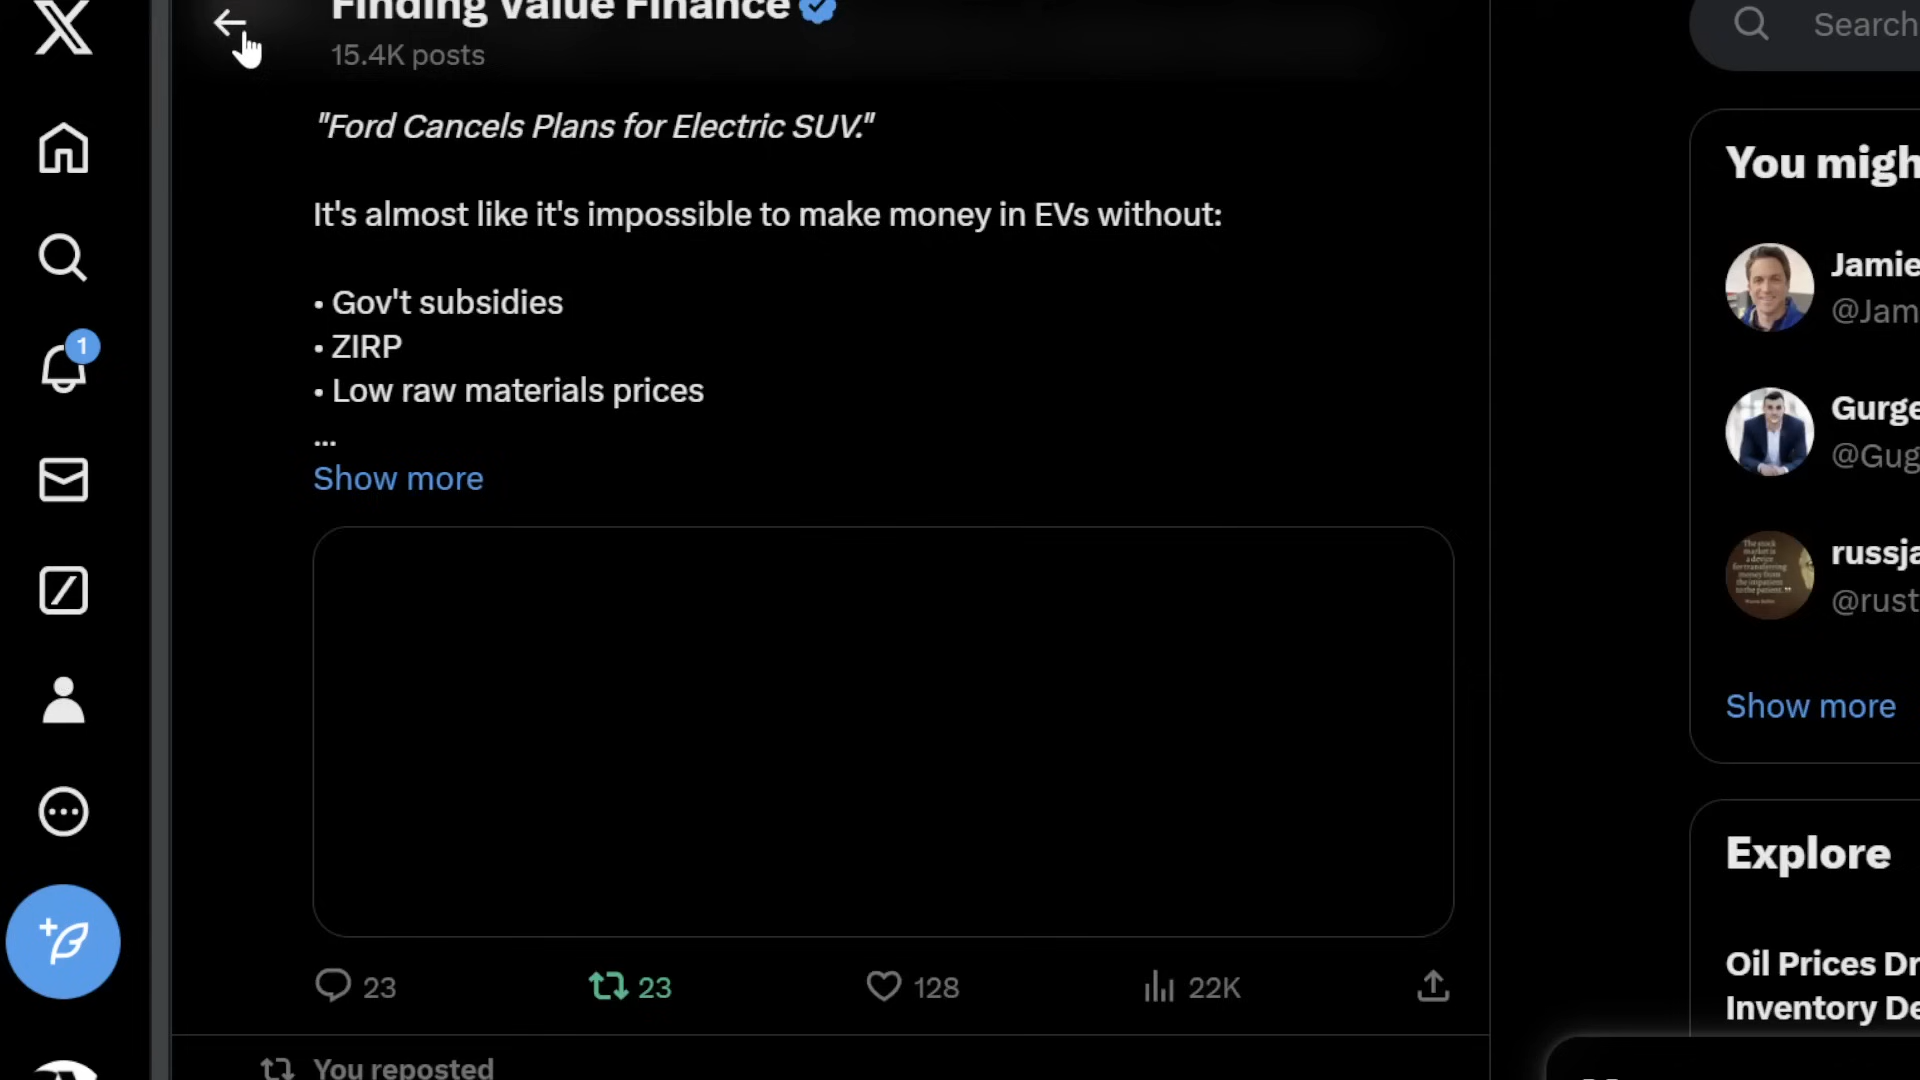 Finding Value Finance
15.4K posts
"Ford Cancels Plans for Electric SUV."
It's almost like it's impossible to make money in EVs without:
• Gov't subsidies
• ZIRP
• Low raw materials prices
...
Show more
23
23
128
22K
You reposted
1
Search
You migh
Jamie
@Jam
Gurge
@Gug
russja
@rust
Show more
Explore
Oil Prices Dr
Inventory De